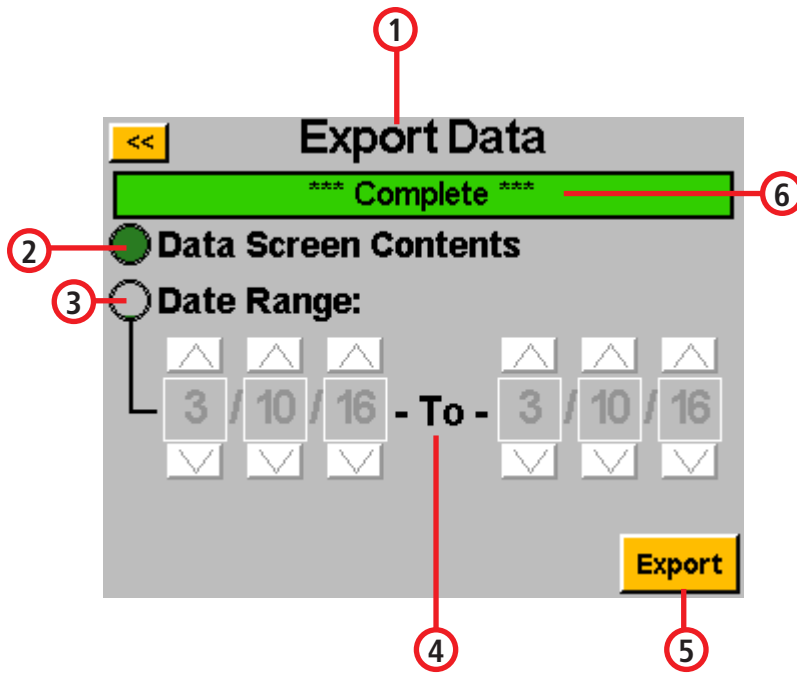 1
<< Export Data
*** Complete ***
6
2
Data Screen Contents
3
Date Range:
3 / 10 / 16 - To - 3 / 10 / 16
Export
4
5